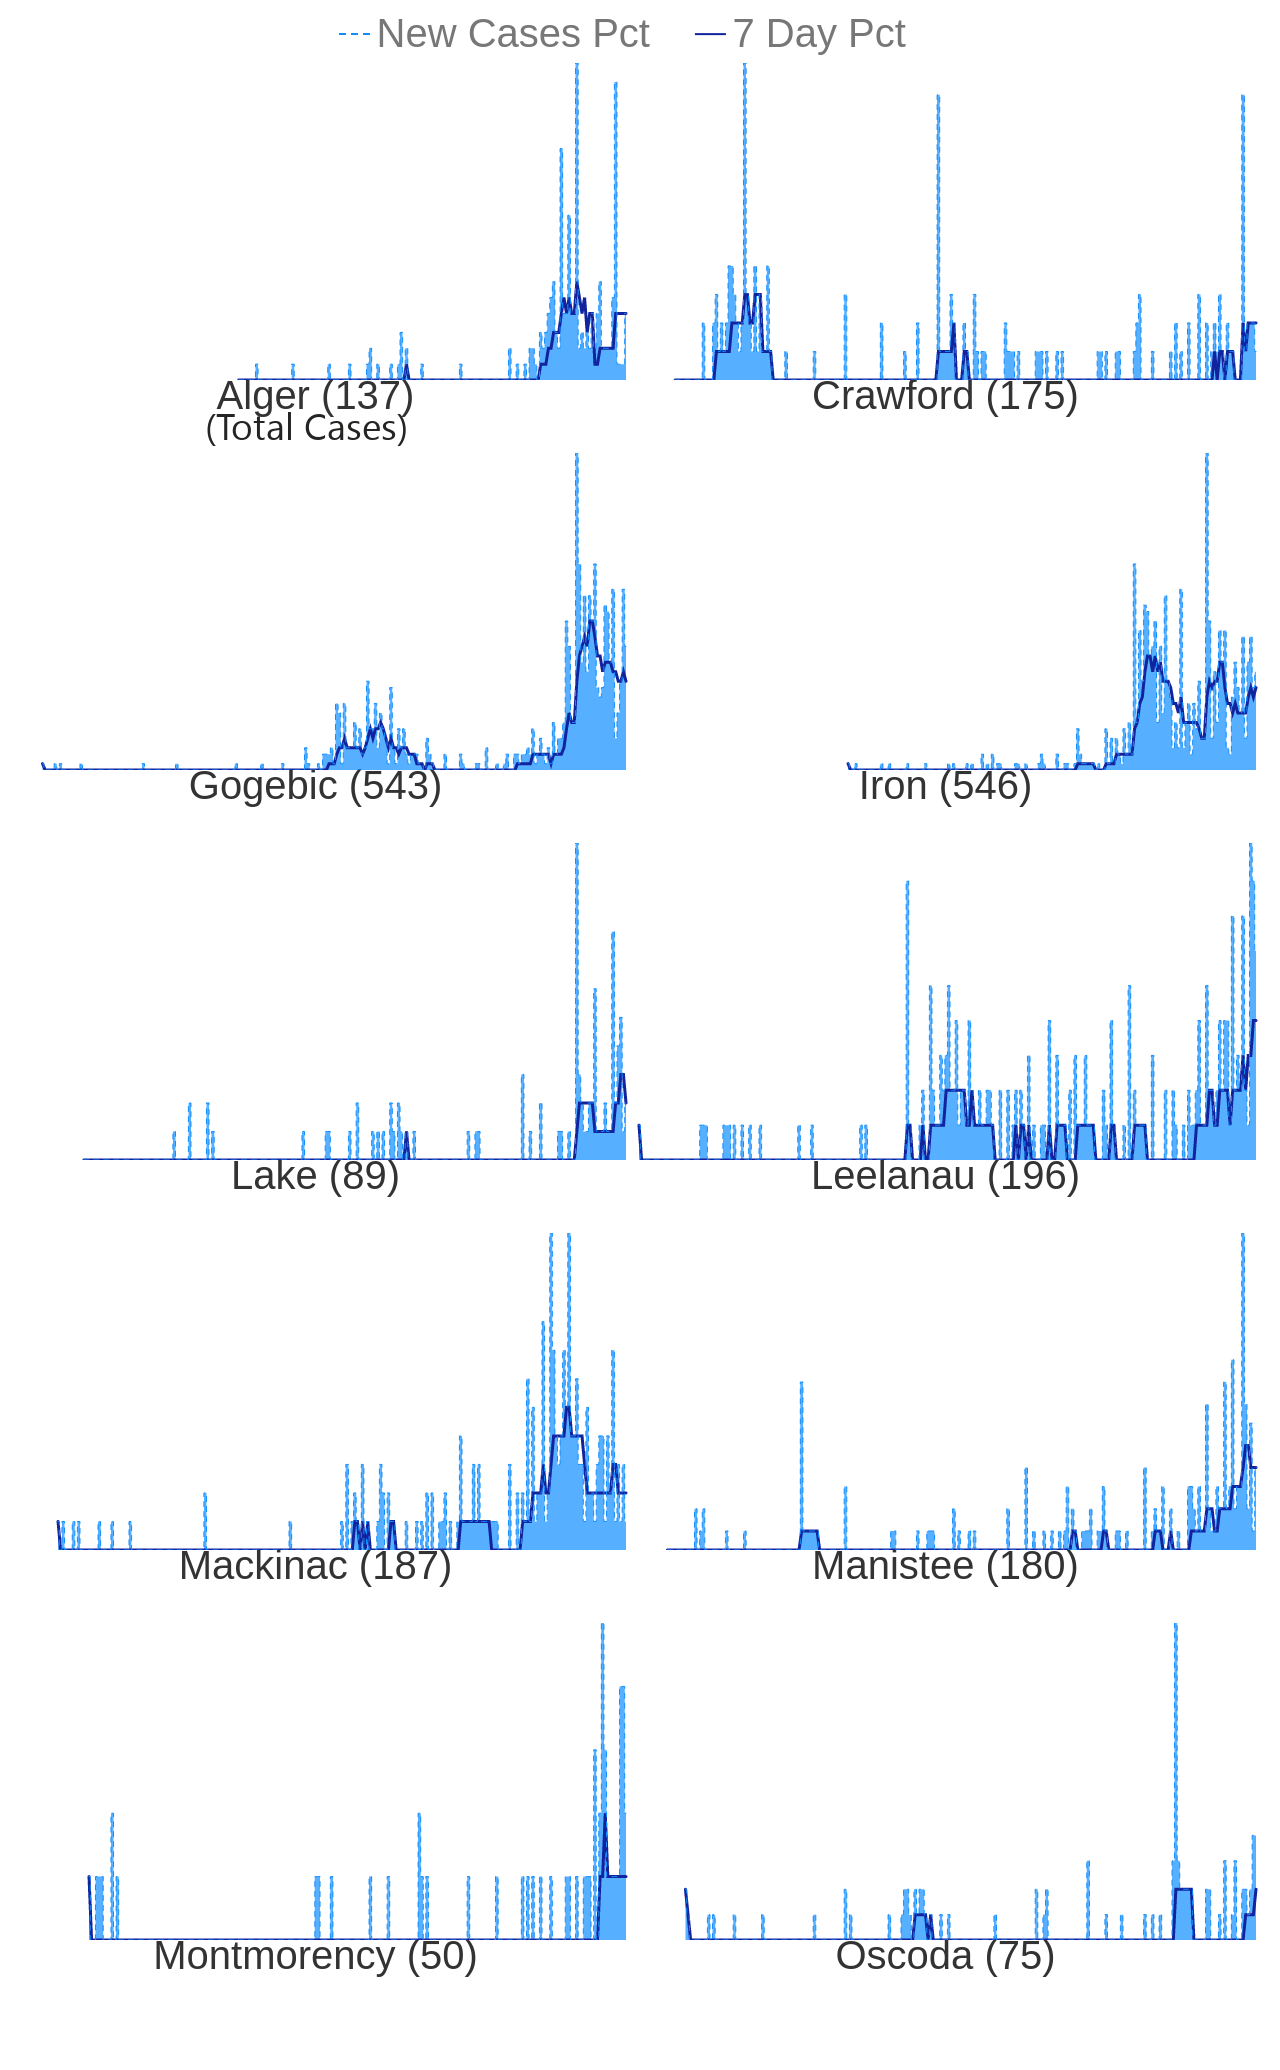 New Cases Pct 7 Day Pct
Alger (137) Crawford (175)
(Total Cases)
Gogebic (543) Iron (546)
Lake (89) Leelanau (196)
Mackinac (187) Manistee (180)
Montmorency (50) Oscoda (75)